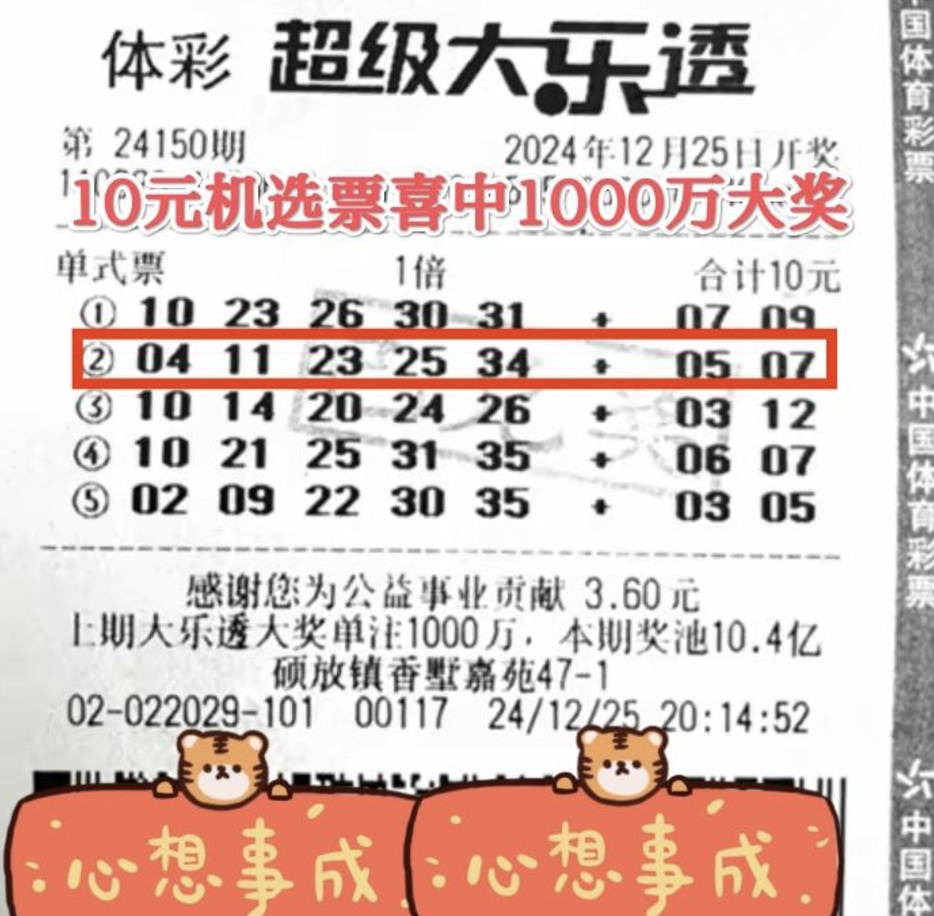 体彩 超级大乐透
第 24150期 2024年12月25日开奖
10元机选票喜中1000万大奖
单式票 1倍 合计10元
① 10 23 26 30 31 + 07 09
② 04 11 23 25 34 + 05 07
③ 10 14 20 24 26 + 03 12
④ 10 21 25 31 35 + 06 07
⑤ 02 09 22 30 35 + 03 05
感谢您为公益事业贡献 3.60元
上期大乐透大奖单注1000万，本期奖池10.4亿
硕放镇香墅嘉苑47-1
02-022029-101 00117 24/12/25 20:14:52
心想事成 心想事成
中国体育彩票
中国体育彩票
中国体